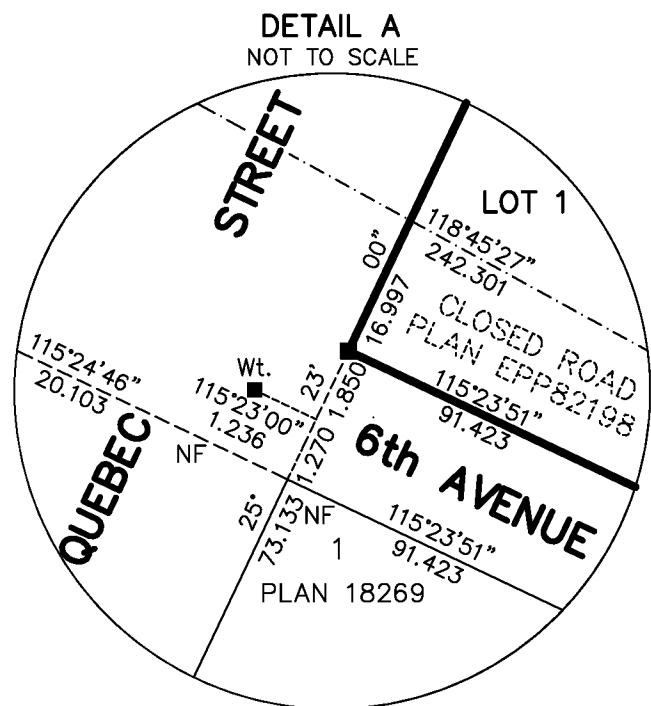 DETAIL A
NOT TO SCALE
STREET
LOT 1
00"
118°45'27"
242.301
16.997
CLOSED ROAD
PLAN EPP82198
115°24'46"
20.103
Wt.
115°23'00"
1.236
23'
1.850
115°23'51"
91.423
QUEBEC
NF
1.270
6th AVENUE
25°
73.133
NF
115°23'51"
91.423
1
PLAN 18269